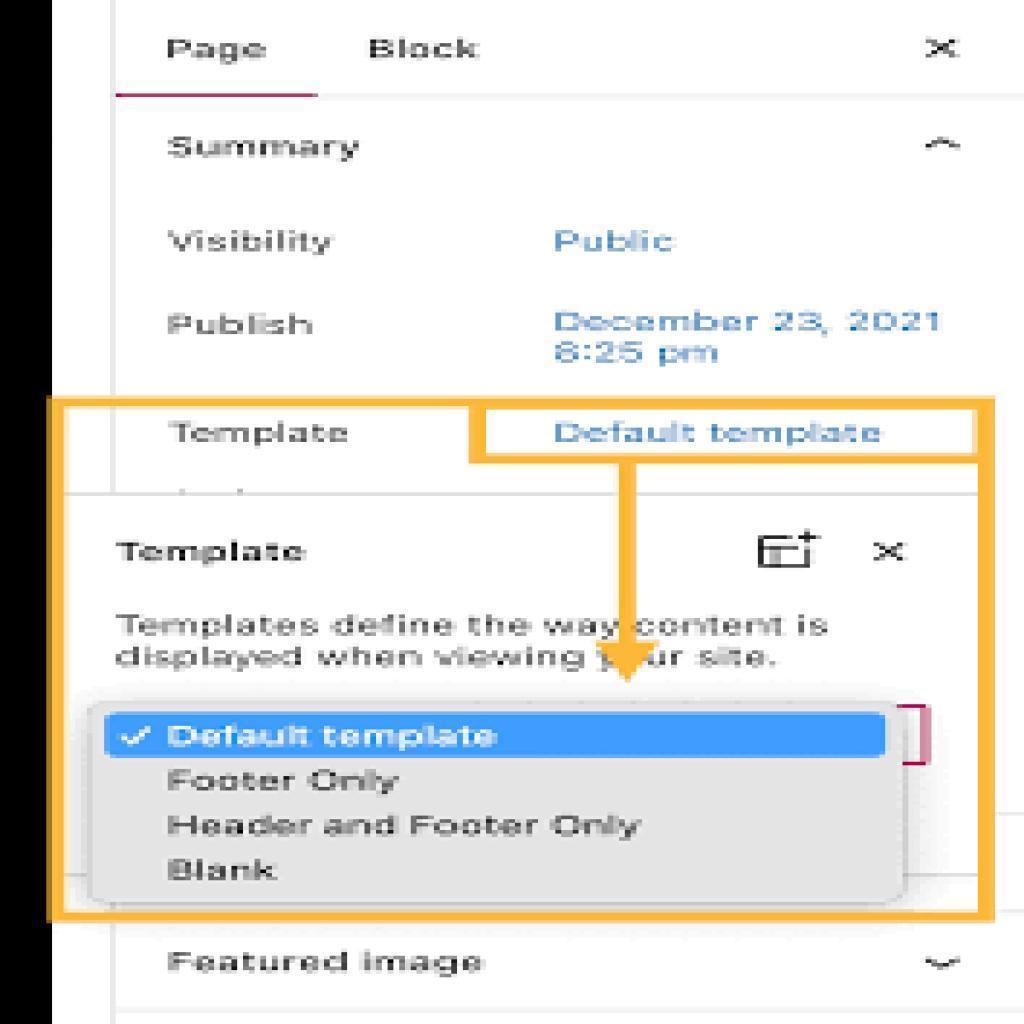 Page Block
Summary
Visibility Public
Publish December 23, 2021
8:25 pm
Template Default template
Template
Templates define the way content is
displayed when viewing your site.
Default template
Footer Only
Header and Footer Only
Blank
Featured image